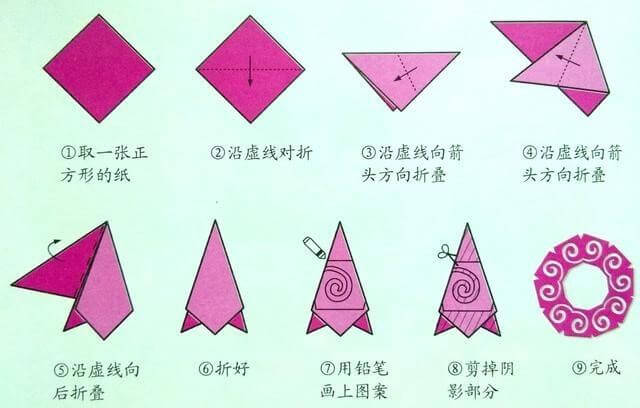 ①取一张正
方形的纸
②沿虚线对折
③沿虚线向箭
头方向折叠
④沿虚线向箭
头方向折叠
⑤沿虚线向
后折叠
⑥折好
⑦用铅笔
画上图案
⑧剪掉阴
影部分
⑨完成